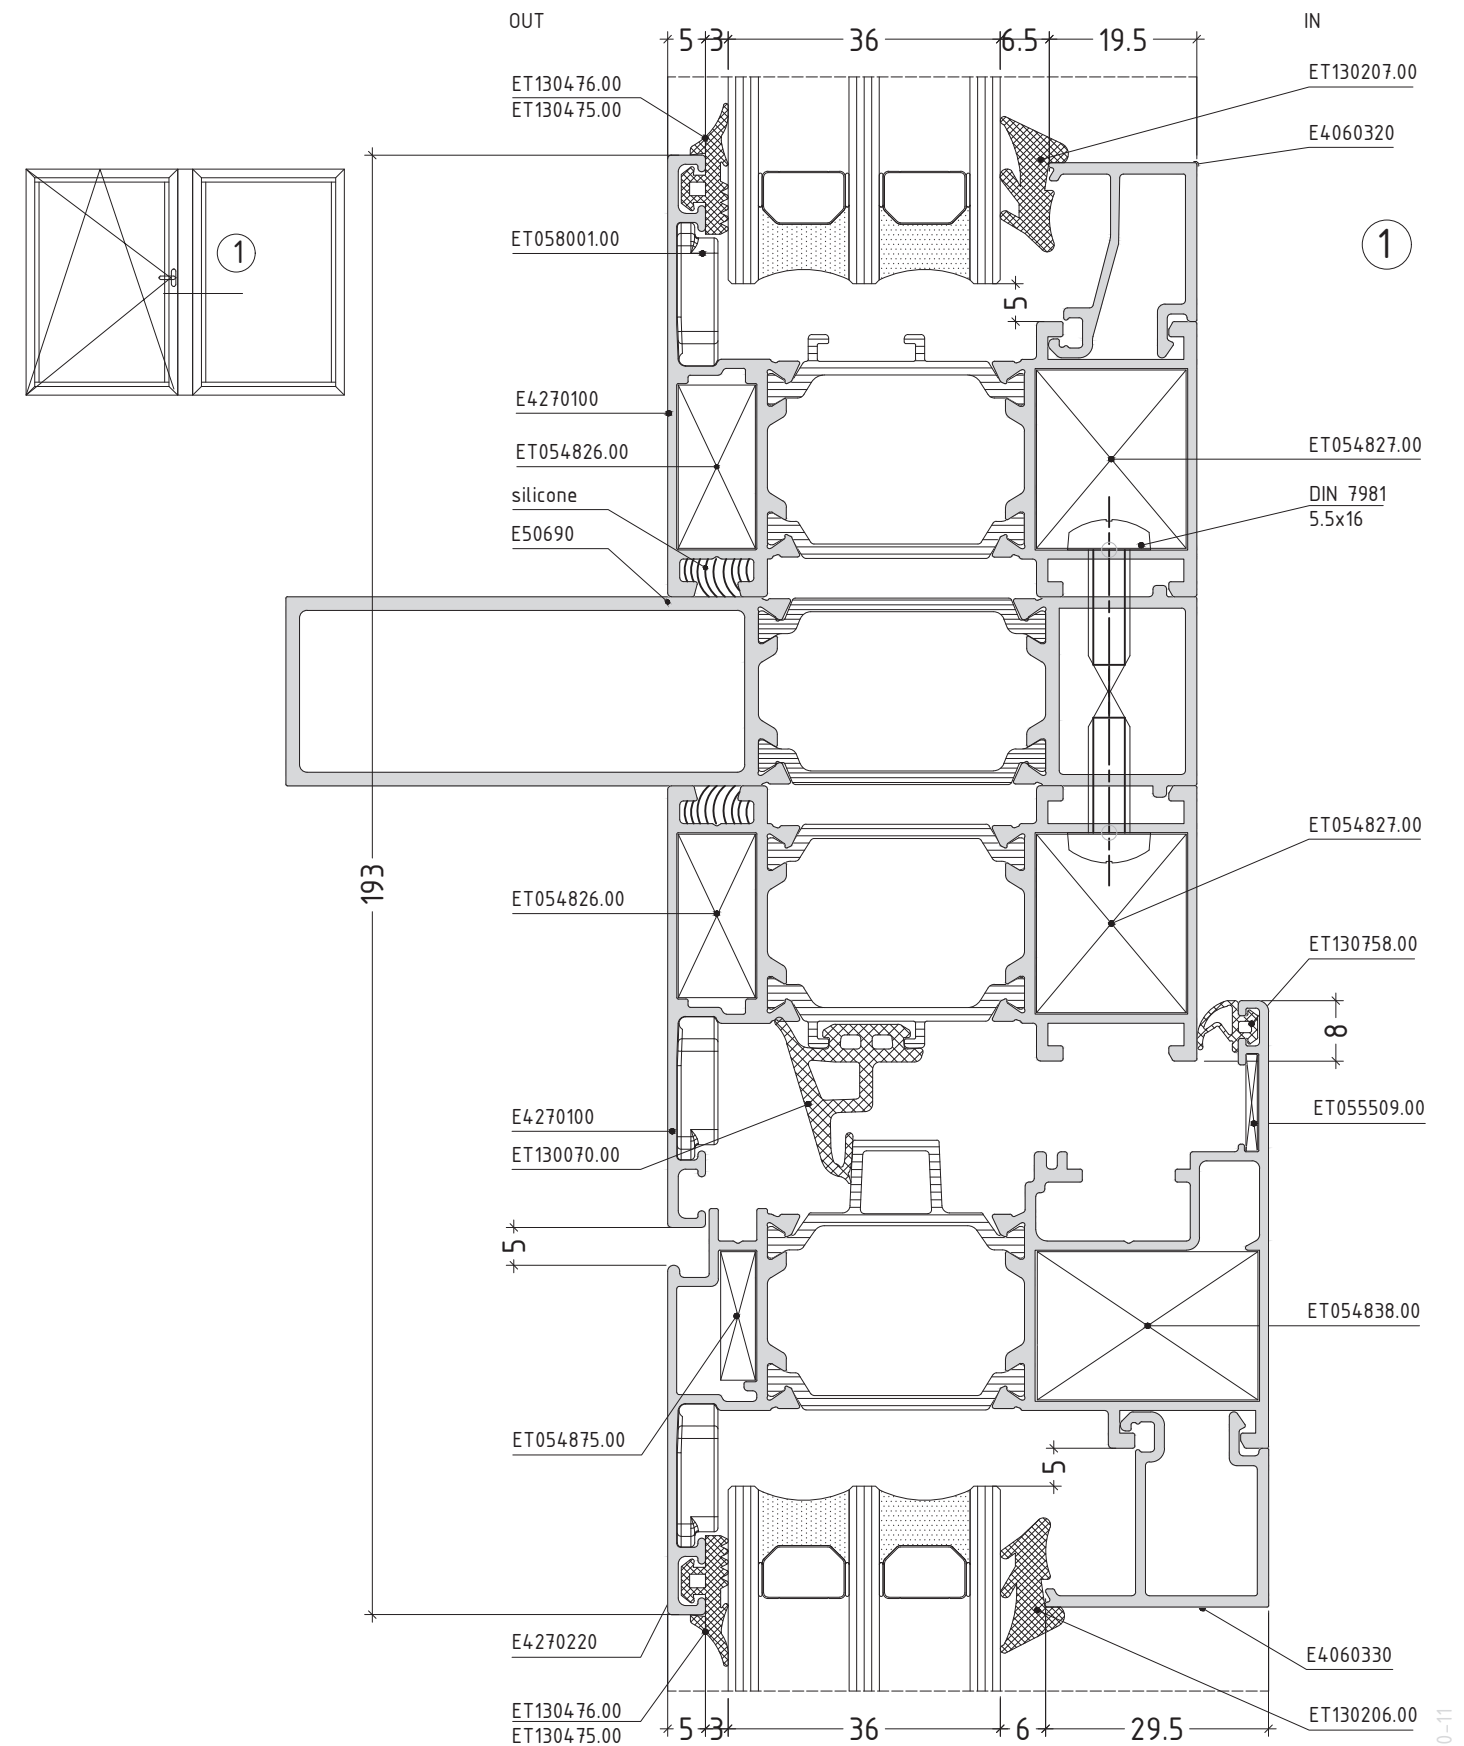 OUT
IN
5
3
36
6.5
19.5
ET130476.00
ET130475.00
ET130207.00
E4060320
1
1
ET058001.00
5
E4270100
ET054826.00
ET054827.00
silicone
DIN 7981
5.5x16
E50690
193
ET054827.00
ET054826.00
ET130758.00
8
E4270100
ET055509.00
ET130070.00
5
ET054838.00
ET054875.00
5
E4270220
E4060330
ET130476.00
ET130475.00
ET130206.00
5
3
36
6
29.5
0-11